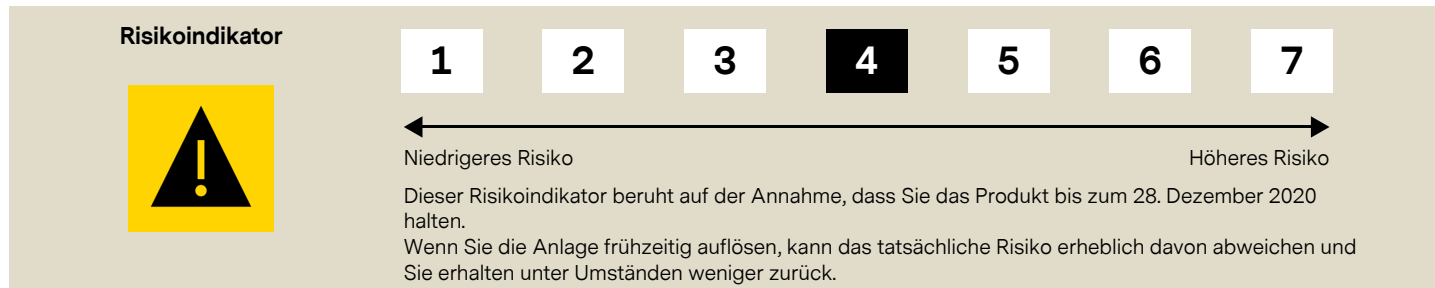 Risikoindikator
1 2 3 4 5 6 7
!
Niedrigeres Risiko Höheres Risiko
Dieser Risikoindikator beruht auf der Annahme, dass Sie das Produkt bis zum 28. Dezember 2020
halten.
Wenn Sie die Anlage frühzeitig auflösen, kann das tatsächliche Risiko erheblich davon abweichen und
Sie erhalten unter Umständen weniger zurück.